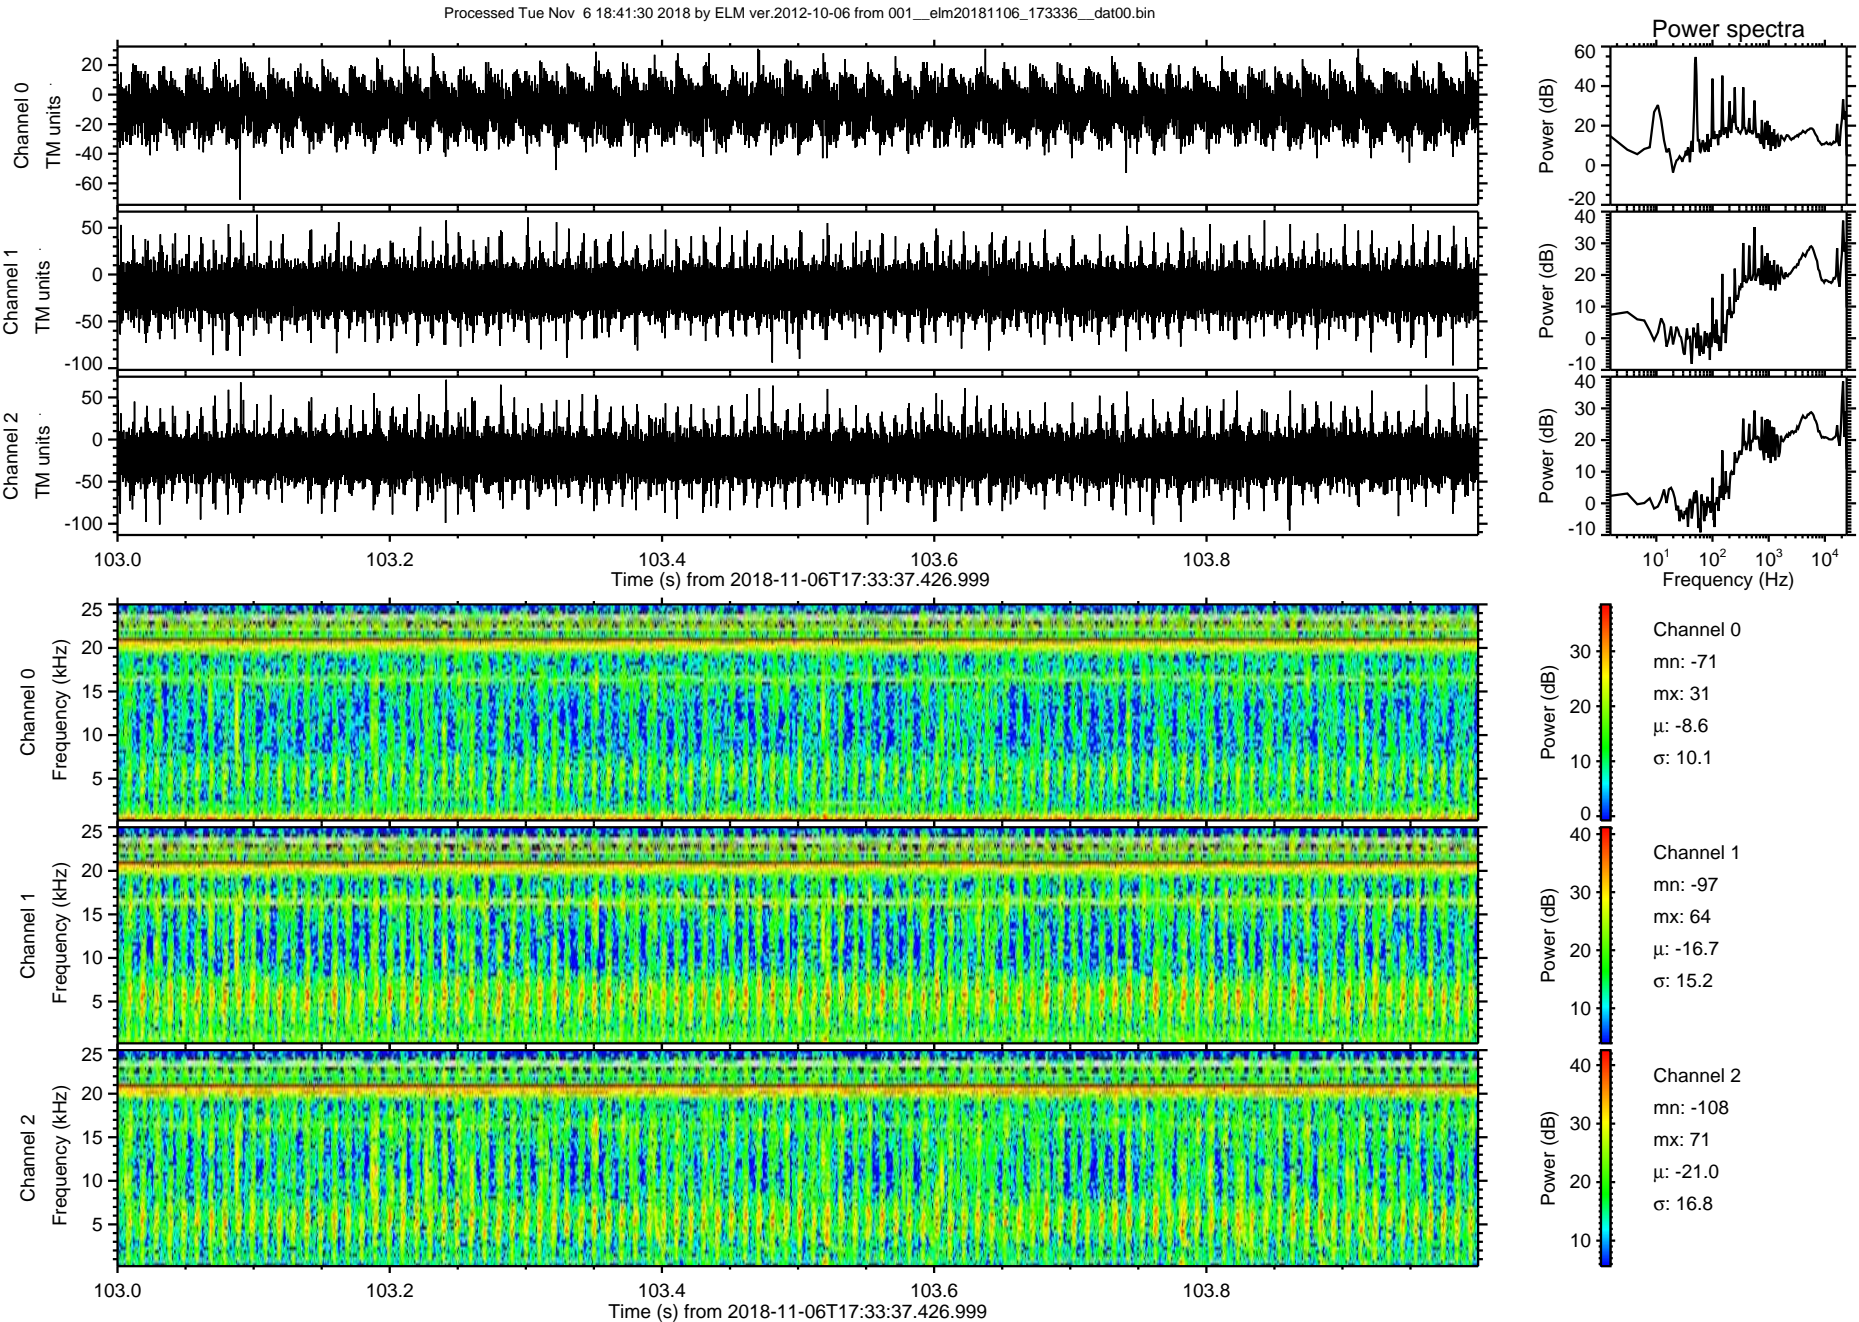 Processed Tue Nov  6 18:41:30 2018 by ELM ver.2012-10-06 from 001__elm20181106_173336__dat00.bin
Power spectra
Channel 0
TM units
20
0
-20
-40
-60
Power (dB)
60
40
20
0
-20
Channel 1
TM units
50
0
-50
-100
Power (dB)
40
30
20
10
0
-10
Channel 2
TM units
50
0
-50
-100
Power (dB)
40
30
20
10
0
-10
103.0 103.2 103.4 103.6 103.8
Time (s) from 2018-11-06T17:33:37.426.999
10¹ 10² 10³ 10⁴
Frequency (Hz)
Channel 0
Frequency (kHz)
25
20
15
10
5
Power (dB)
30
20
10
0
Channel 0
mn: -71
mx: 31
µ: -8.6
σ: 10.1
Channel 1
Frequency (kHz)
25
20
15
10
5
Power (dB)
40
30
20
10
Channel 1
mn: -97
mx: 64
µ: -16.7
σ: 15.2
Channel 2
Frequency (kHz)
25
20
15
10
5
Power (dB)
40
30
20
10
Channel 2
mn: -108
mx: 71
µ: -21.0
σ: 16.8
103.0 103.2 103.4 103.6 103.8
Time (s) from 2018-11-06T17:33:37.426.999